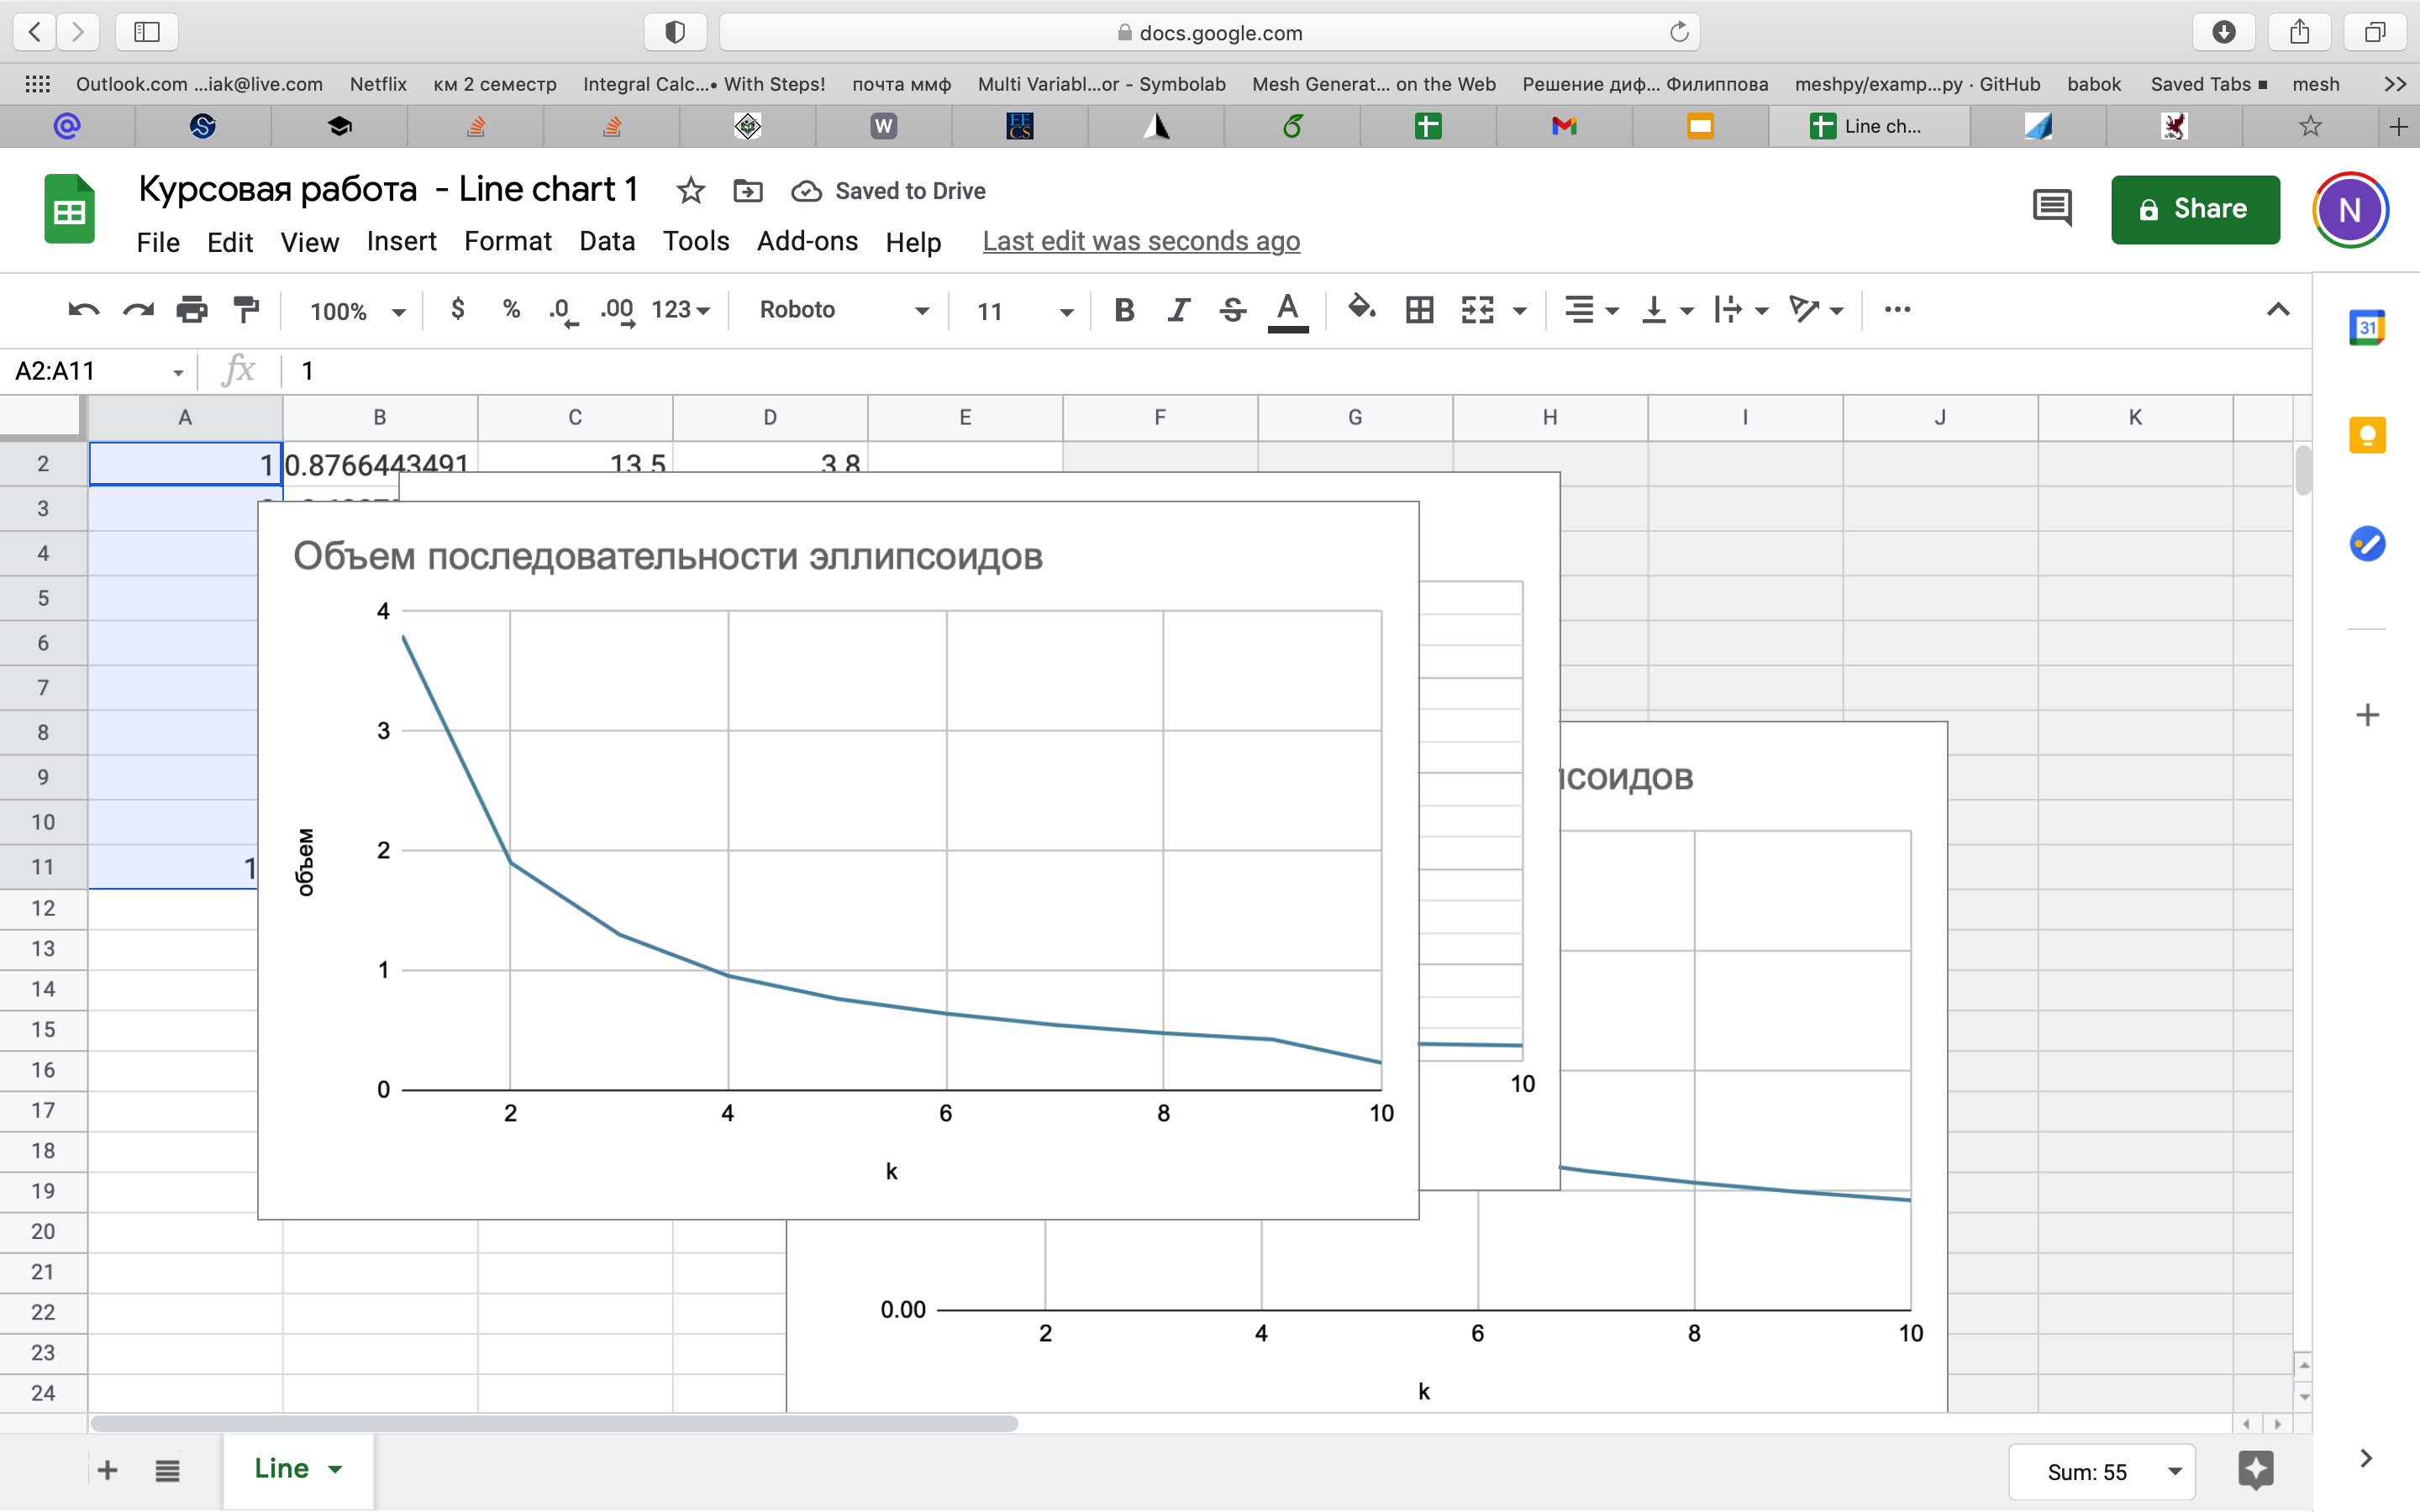 docs.google.com
Outlook.com ...iak@live.com Netflix км 2 семестр Integral Calc...• With Steps! почта ммф Multi Variabl...or - Symbolab Mesh Generat... on the Web Решение диф... Филиппова meshpy/examp...py · GitHub babok Saved Tabs mesh
W EECS Line ch...
Курсовая работа - Line chart 1 Saved to Drive
Share N
File Edit View Insert Format Data Tools Add-ons Help Last edit was seconds ago
100% $ % .0 .00 123 Roboto 11 B I S A
31
A2:A11 fx 1
A B C D E F G H I J K
2 1 0.8766443491 13.5 3.8
3
4
5
6
7
8
9
10
11 1
12
13
14
15
16
17
18
19
20
21
22
23
24
Объем последовательности эллипсоидов
4
3
2
1
0
объем
2 4 6 8 10
k
10
псоидов
0.00
2 4 6 8 10
k
Line
Sum: 55